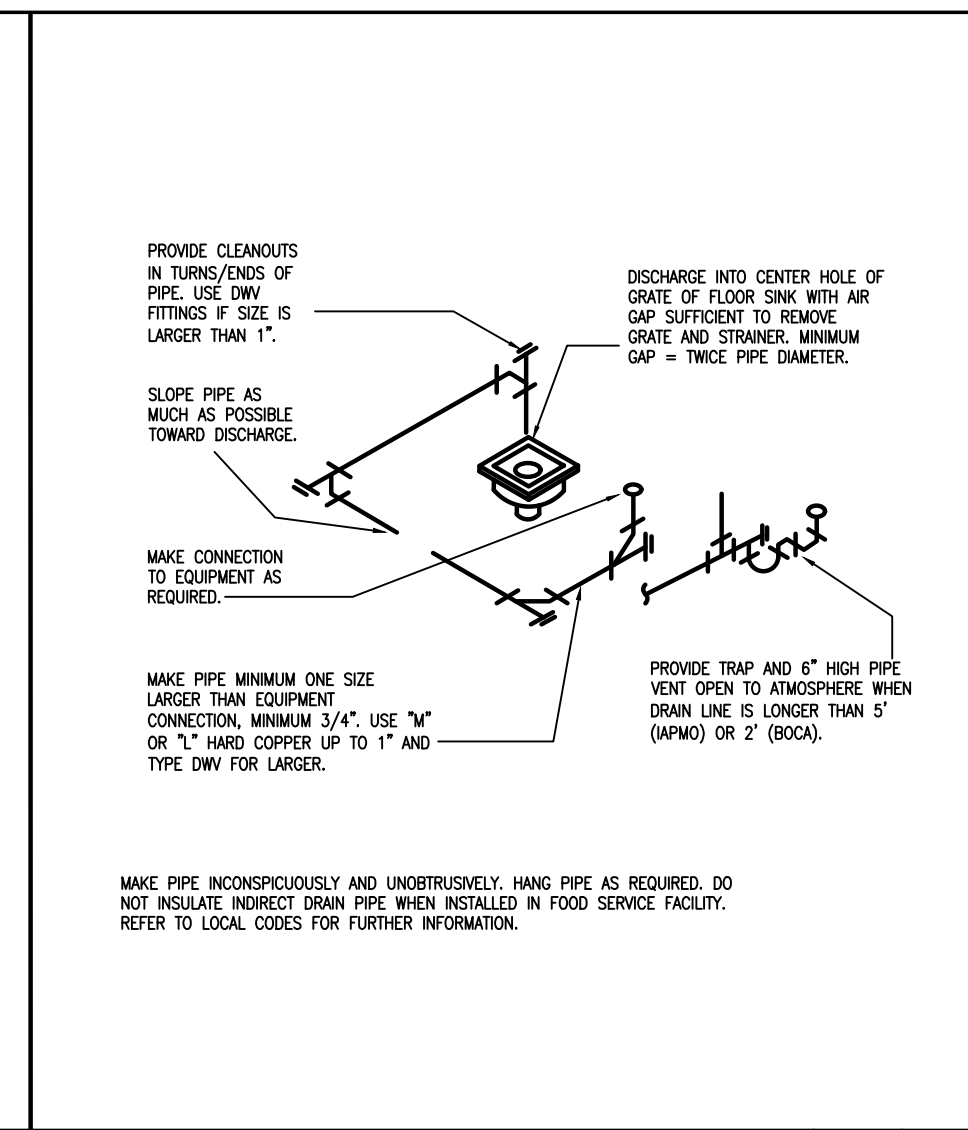 PROVIDE CLEANOUTS
IN TURNS/ENDS OF
PIPE. USE DWV
FITTINGS IF SIZE IS
LARGER THAN 1".
DISCHARGE INTO CENTER HOLE OF
GRATE OF FLOOR SINK WITH AIR
GAP SUFFICIENT TO REMOVE
GRATE AND STRAINER. MINIMUM
GAP = TWICE PIPE DIAMETER.
SLOPE PIPE AS
MUCH AS POSSIBLE
TOWARD DISCHARGE.
MAKE CONNECTION
TO EQUIPMENT AS
REQUIRED.
MAKE PIPE MINIMUM ONE SIZE
LARGER THAN EQUIPMENT
CONNECTION, MINIMUM 3/4". USE "M"
OR "L" HARD COPPER UP TO 1" AND
TYPE DWV FOR LARGER.
PROVIDE TRAP AND 6" HIGH PIPE
VENT OPEN TO ATMOSPHERE WHEN
DRAIN LINE IS LONGER THAN 5'
(IAPMO) OR 2' (BOCA).
MAKE PIPE INCONSPICUOUSLY AND UNOBTRUSIVELY. HANG PIPE AS REQUIRED. DO
NOT INSULATE INDIRECT DRAIN PIPE WHEN INSTALLED IN FOOD SERVICE FACILITY.
REFER TO LOCAL CODES FOR FURTHER INFORMATION.